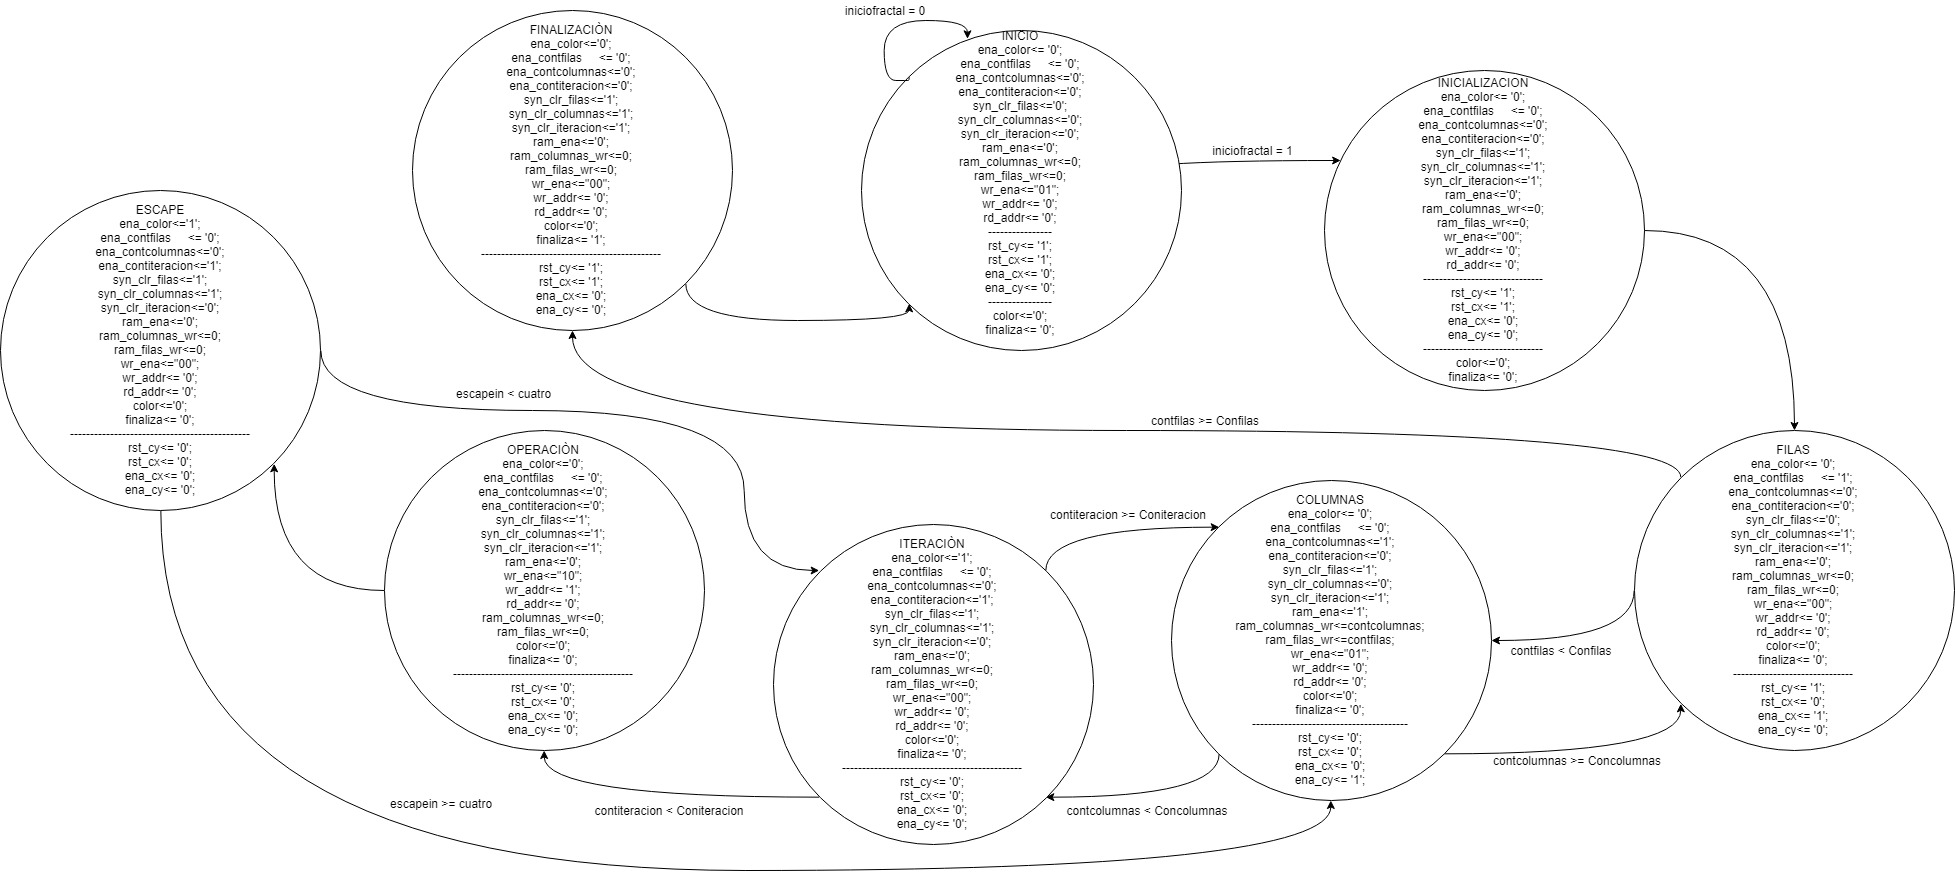 iniciofractal = 0
FINALIZACIÒN
ena_color<='0';
ena_contfilas <= '0';
ena_contcolumnas<='0';
ena_contiteracion<='0';
syn_clr_filas<='1';
syn_clr_columnas<='1';
syn_clr_iteracion<='1';
ram_ena<='0';
ram_columnas_wr<=0;
ram_filas_wr<=0;
wr_ena<="00";
wr_addr<= '0';
rd_addr<= '0';
color<='0';
finaliza<= '1';
---------------------------------------------
rst_cy<= '1';
rst_cx<= '1';
ena_cx<= '0';
ena_cy<= '0';
INICIO
ena_color<= '0';
ena_contfilas <= '0';
ena_contcolumnas<='0';
ena_contiteracion<='0';
syn_clr_filas<='0';
syn_clr_columnas<='0';
syn_clr_iteracion<='0';
ram_ena<='0';
ram_columnas_wr<=0;
ram_filas_wr<=0;
wr_ena<="01";
wr_addr<= '0';
rd_addr<= '0';
----------------
rst_cy<= '1';
rst_cx<= '1';
ena_cx<= '0';
ena_cy<= '0';
----------------
color<='0';
finaliza<= '0';
iniciofractal = 1
INICIALIZACION
ena_color<= '0';
ena_contfilas <= '0';
ena_contcolumnas<='0';
ena_contiteracion<='0';
syn_clr_filas<='1';
syn_clr_columnas<='1';
syn_clr_iteracion<='1';
ram_ena<='0';
ram_columnas_wr<=0;
ram_filas_wr<=0;
wr_ena<="00";
wr_addr<= '0';
rd_addr<= '0';
------------------------------
rst_cy<= '1';
rst_cx<= '1';
ena_cx<= '0';
ena_cy<= '0';
------------------------------
color<='0';
finaliza<= '0';
ESCAPE
ena_color<='1';
ena_contfilas <= '0';
ena_contcolumnas<='0';
ena_contiteracion<='1';
syn_clr_filas<='1';
syn_clr_columnas<='1';
syn_clr_iteracion<='0';
ram_ena<='0';
ram_columnas_wr<=0;
ram_filas_wr<=0;
wr_ena<="00";
wr_addr<= '0';
rd_addr<= '0';
color<='0';
finaliza<= '0';
---------------------------------------------
rst_cy<= '0';
rst_cx<= '0';
ena_cx<= '0';
ena_cy<= '0';
escapein < cuatro
contfilas >= Confilas
OPERACIÒN
ena_color<='0';
ena_contfilas <= '0';
ena_contcolumnas<='0';
ena_contiteracion<='0';
syn_clr_filas<='1';
syn_clr_columnas<='1';
syn_clr_iteracion<='1';
ram_ena<='0';
wr_ena<="10";
wr_addr<= '1';
rd_addr<= '0';
ram_columnas_wr<=0;
ram_filas_wr<=0;
color<='0';
finaliza<= '0';
---------------------------------------------
rst_cy<= '0';
rst_cx<= '0';
ena_cx<= '0';
ena_cy<= '0';
ITERACIÒN
ena_color<='1';
ena_contfilas <= '0';
ena_contcolumnas<='0';
ena_contiteracion<='1';
syn_clr_filas<='1';
syn_clr_columnas<='1';
syn_clr_iteracion<='0';
ram_ena<='0';
ram_columnas_wr<=0;
ram_filas_wr<=0;
wr_ena<="00";
wr_addr<= '0';
rd_addr<= '0';
color<='0';
finaliza<= '0';
---------------------------------------------
rst_cy<= '0';
rst_cx<= '0';
ena_cx<= '0';
ena_cy<= '0';
contiteracion >= Coniteracion
COLUMNAS
ena_color<= '0';
ena_contfilas <= '0';
ena_contcolumnas<='1';
ena_contiteracion<='0';
syn_clr_filas<='1';
syn_clr_columnas<='0';
syn_clr_iteracion<='1';
ram_ena<='1';
ram_columnas_wr<=contcolumnas;
ram_filas_wr<=contfilas;
wr_ena<="01";
wr_addr<= '0';
rd_addr<= '0';
color<='0';
finaliza<= '0';
---------------------------------------
rst_cy<= '0';
rst_cx<= '0';
ena_cx<= '0';
ena_cy<= '1';
FILAS
ena_color<= '0';
ena_contfilas <= '1';
ena_contcolumnas<='0';
ena_contiteracion<='0';
syn_clr_filas<='0';
syn_clr_columnas<='1';
syn_clr_iteracion<='1';
ram_ena<='0';
ram_columnas_wr<=0;
ram_filas_wr<=0;
wr_ena<="00";
wr_addr<= '0';
rd_addr<= '0';
color<='0';
finaliza<= '0';
------------------------------
rst_cy<= '1';
rst_cx<= '0';
ena_cx<= '1';
ena_cy<= '0';
contfilas < Confilas
contcolumnas >= Concolumnas
contcolumnas < Concolumnas
contiteracion < Coniteracion
escapein >= cuatro